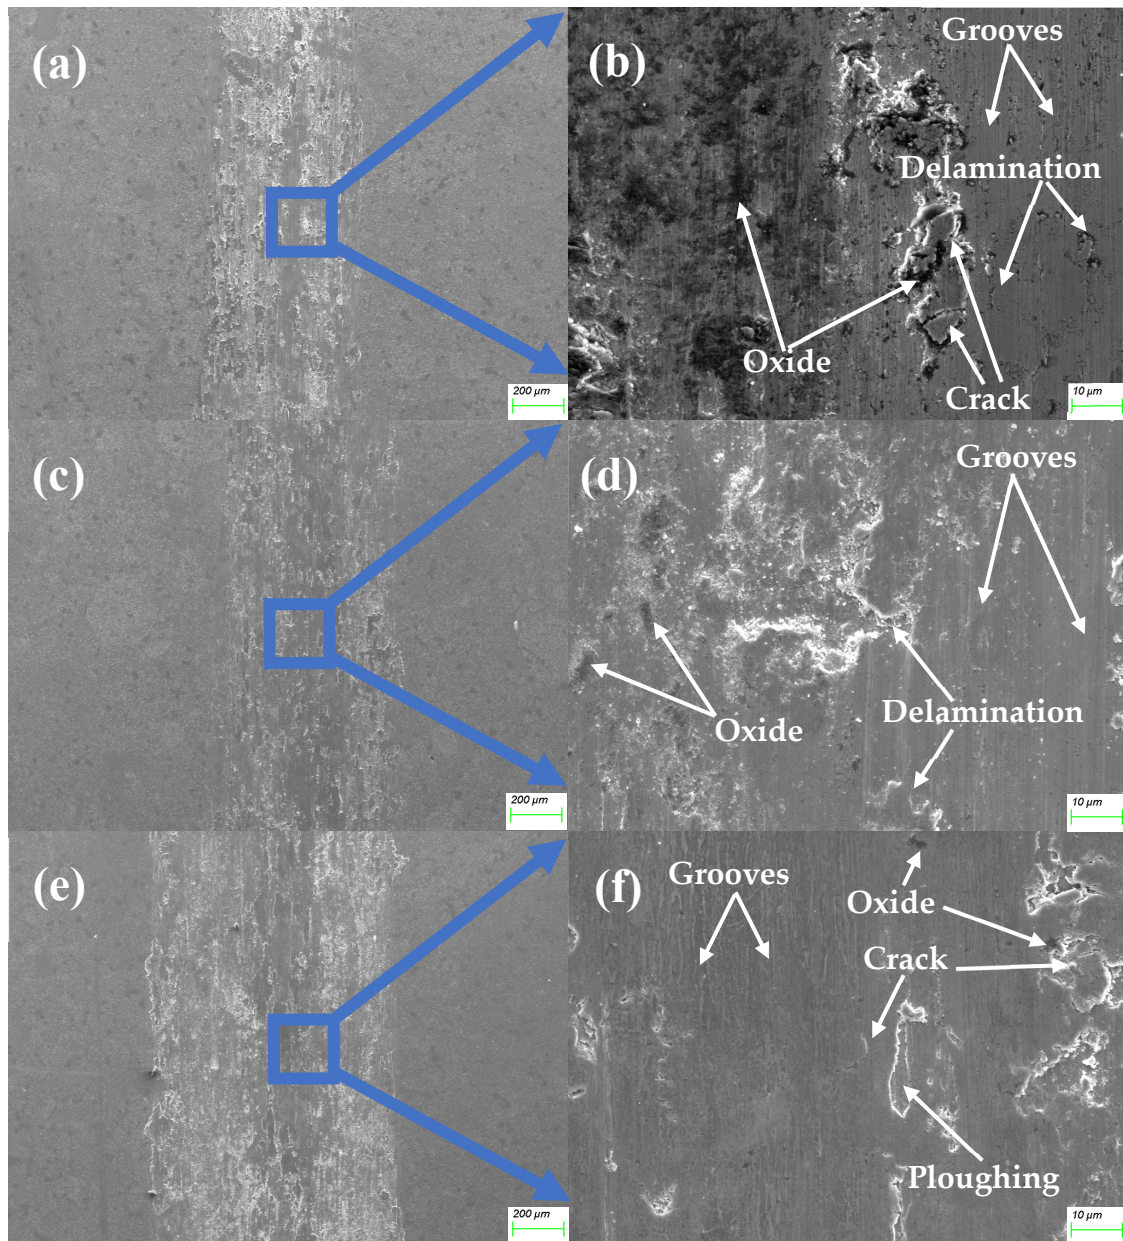 (a)
200 μm
(b)
Grooves
Delamination
Oxide
Crack
10 μm
(c)
200 μm
(d)
Grooves
Oxide
Delamination
10 μm
(e)
200 μm
(f)
Grooves
Oxide
Crack
Ploughing
10 μm